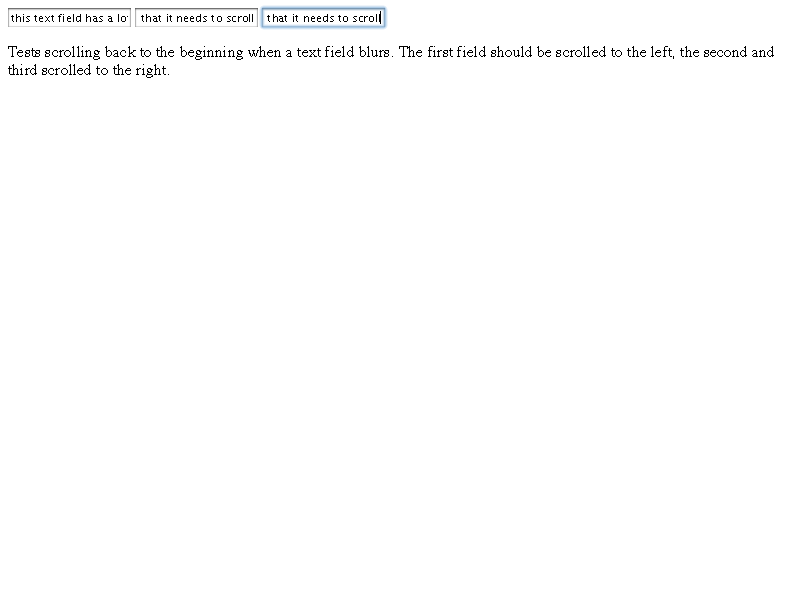 this text field has a lo that it needs to scroll that it needs to scroll
Tests scrolling back to the beginning when a text field blurs. The first field should be scrolled to the left, the second and
third scrolled to the right.